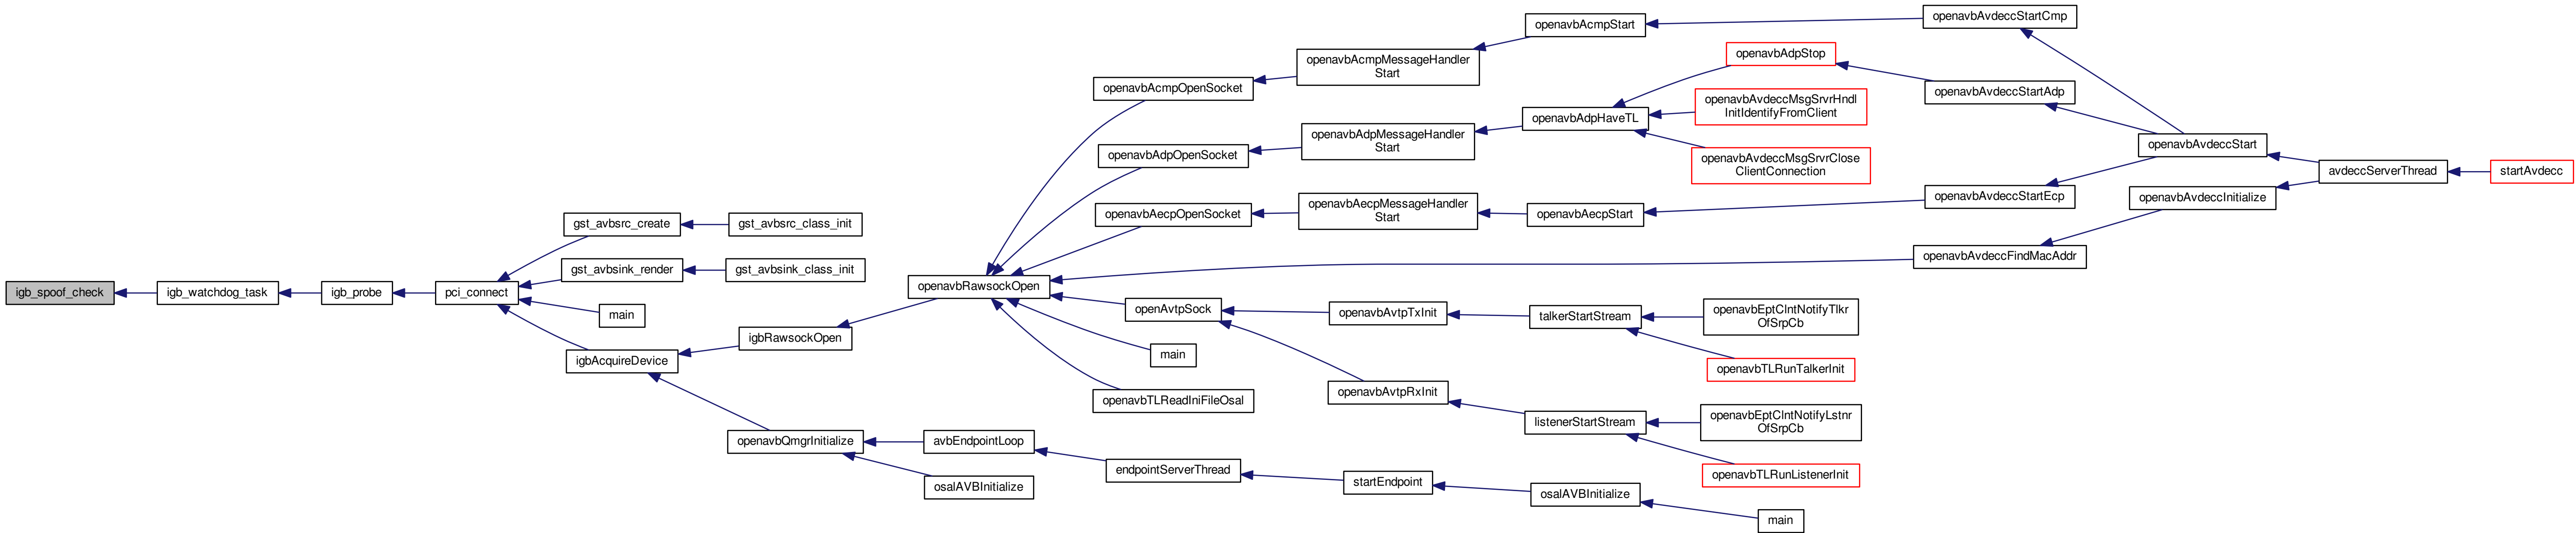 igb_spoof_check
igb_watchdog_task
igb_probe
pci_connect
gst_avbsrc_create
gst_avbsrc_class_init
gst_avbsink_render
gst_avbsink_class_init
main
igbAcquireDevice
igbRawsockOpen
openavbRawsockOpen
openavbAcmpOpenSocket
openavbAcmpMessageHandler
Start
openavbAcmpStart
openavbAvdeccStartCmp
openavbAvdeccStart
avdeccServerThread
startAvdecc
openavbAdpOpenSocket
openavbAdpMessageHandler
Start
openavbAdpHaveTL
openavbAdpStop
openavbAvdeccStartAdp
openavbAvdeccMsgSrvrHndl
InitIdentifyFromClient
openavbAvdeccMsgSrvrClose
ClientConnection
openavbAecpOpenSocket
openavbAecpMessageHandler
Start
openavbAecpStart
openavbAvdeccStartEcp
openavbAvdeccFindMacAddr
openavbAvdeccInitialize
openAvtpSock
openavbAvtpTxInit
talkerStartStream
openavbEptClntNotifyTlkr
OfSrpCb
openavbTLRunTalkerInit
openavbAvtpRxInit
listenerStartStream
openavbEptClntNotifyLstnr
OfSrpCb
openavbTLRunListenerInit
main
openavbTLReadIniFileOsal
openavbQmgrInitialize
avbEndpointLoop
endpointServerThread
startEndpoint
osalAVBInitialize
main
osalAVBInitialize